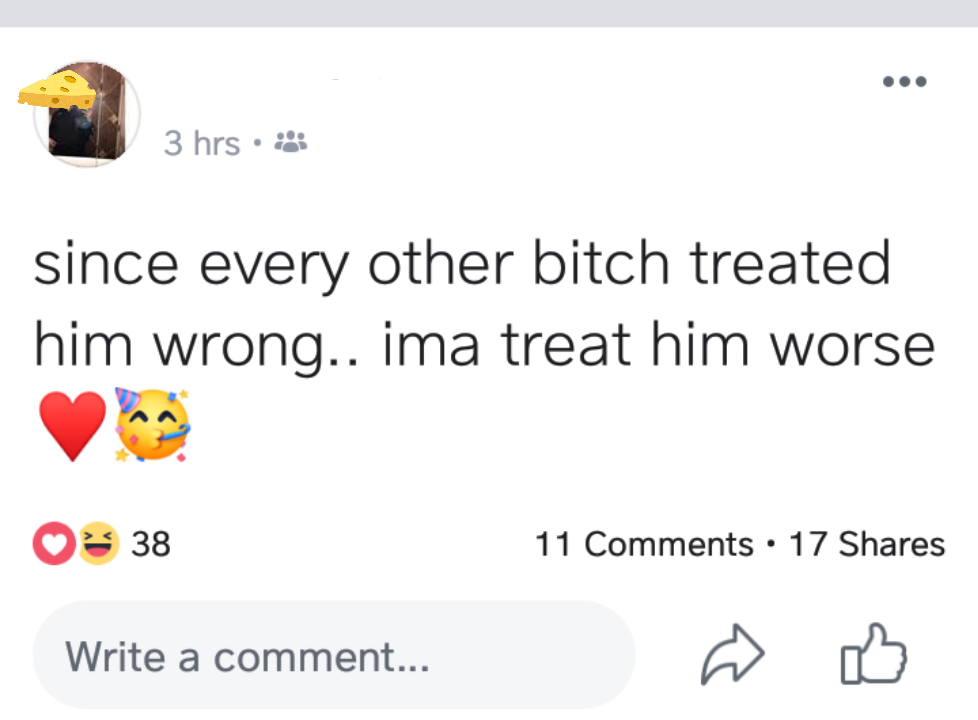 3 hrs •
since every other bitch treated
him wrong.. ima treat him worse
❤️🥳
38
11 Comments • 17 Shares
Write a comment...